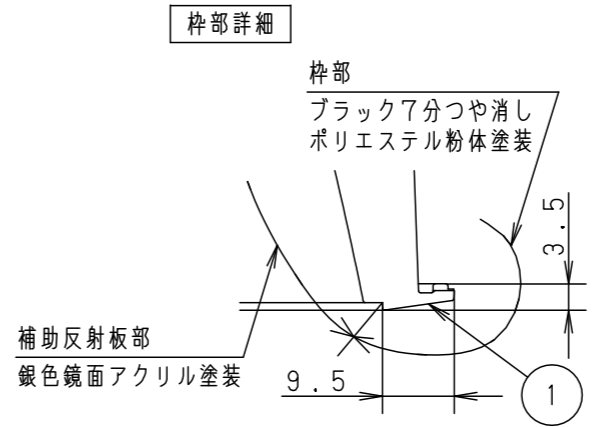 枠部詳細
枠部
ブラック7分つや消し
ポリエステル粉体塗装
3.5
補助反射板部
銀色鏡面アクリル塗装
9.5
1